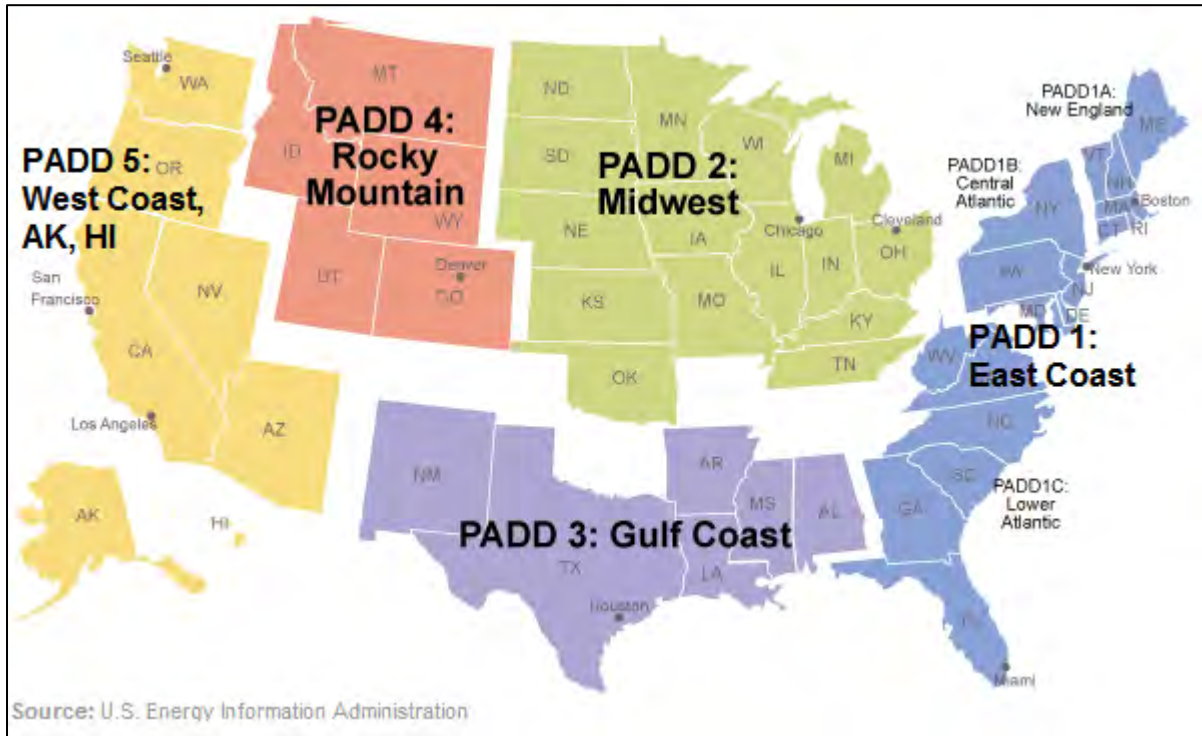 Seattle
WA
MT
ND
MN
PADD1A:
New England
ME
PADD 4:
Rocky
Mountain
ID
PADD 5:
OR
West Coast,
AK, HI
SD
WI
MI
PADD 2:
Midwest
VT
NH
PADD1B:
Central
Atlantic
NY
MA
Boston
CT
RI
WY
NE
IA
Chicago
Cleveland
OH
IL
IN
PA
New York
NJ
San
Francisco
NV
UT
Denver
CO
KS
MO
KY
MD
DE
WV
PADD 1:
East Coast
CA
OK
TN
NC
Los Angeles
AZ
NM
AR
SC
PADD1C:
Lower
Atlantic
AK
HI
MS
AL
GA
PADD 3: Gulf Coast
TX
LA
Houston
FL
Miami
Source: U.S. Energy Information Administration